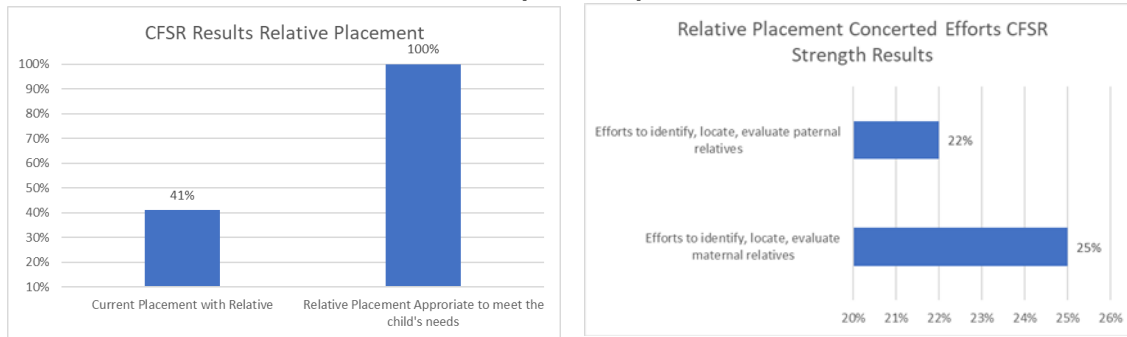 CFSR Results Relative Placement
100%
90%
80%
70%
60%
50%
40%
30%
20%
10%
41%
100%
Current Placement with Relative
Relative Placement Approriate to meet the
child's needs
Relative Placement Concerted Efforts CFSR
Strength Results
Efforts to identify, locate, evaluate paternal
relatives
22%
Efforts to identify, locate, evaluate
maternal relatives
25%
20% 21% 22% 23% 24% 25% 26%